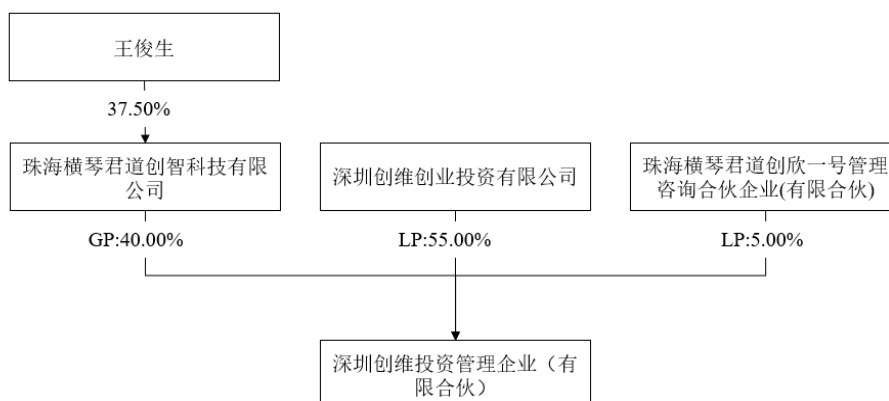 王俊生
37.50%
珠海横琴君道创智科技有限
公司
深圳创维创业投资有限公司
珠海横琴君道创欣一号管理
咨询合伙企业(有限合伙)
GP:40.00%
LP:55.00%
LP:5.00%
深圳创维投资管理企业（有
限合伙）